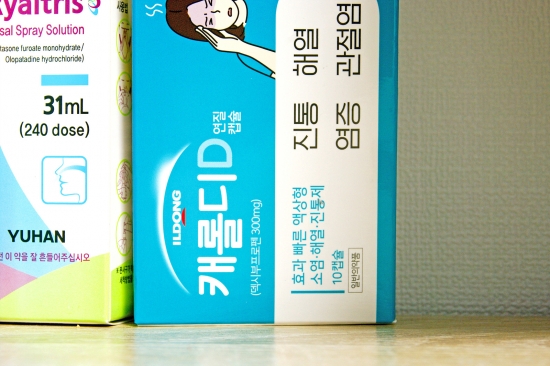 yaltris
sal Spray Solution
tasone furoate monohydrate/
Olopatadine hydrochloride)
31mL
(240 dose)
YUHAN
이 약을 잘 흔들어주십시오
ILDONG
캐롤디D
연질
캡슐
(덱시부프로펜 300mg)
진통 해열
염증 관절염
효과 빠른 액상형
소염·해열·진통제
10캡슐
일반의약품